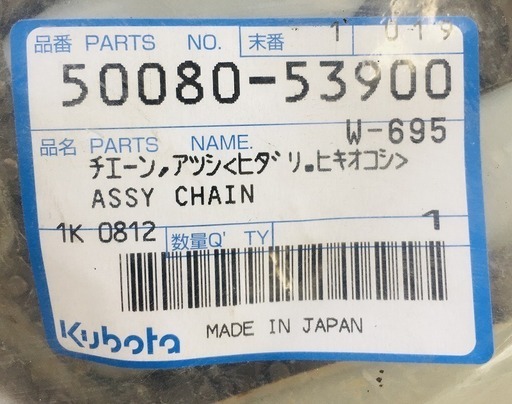 品番 PARTS NO. 末番 1 019
50080-53900
品名 PARTS NAME. W-695
チエーン,アツシ<ヒダリ.ヒキオコシ>
ASSY CHAIN
1K 0812 数量Q'TY 1
Kubota MADE IN JAPAN